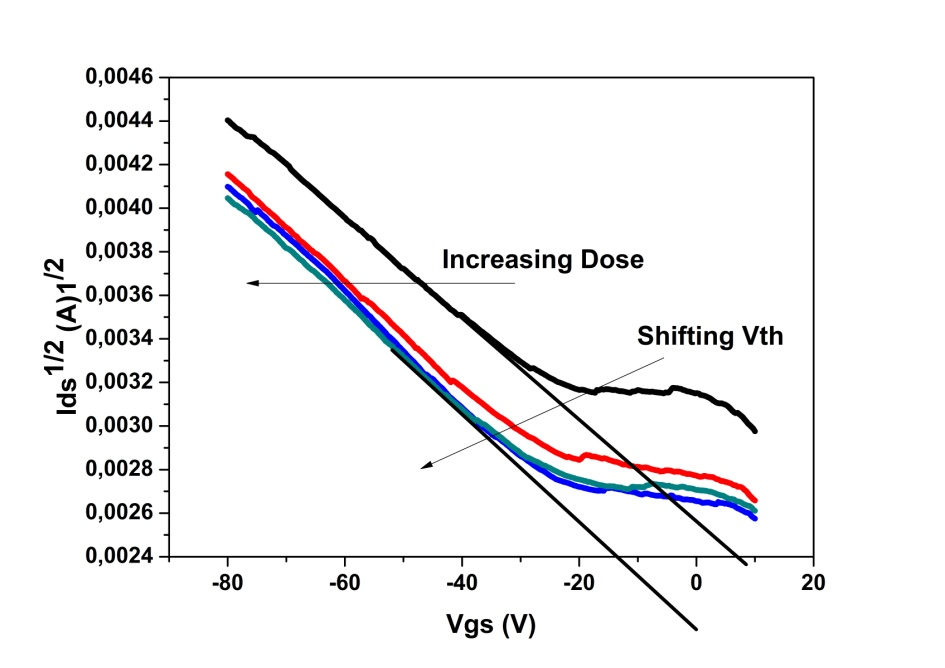 0,0046
0,0044
0,0042
0,0040
0,0038
0,0036
0,0034
0,0032
0,0030
0,0028
0,0026
0,0024
Ids1/2 (A)1/2
Increasing Dose
Shifting Vth
-80 -60 -40 -20 0 20
Vgs (V)